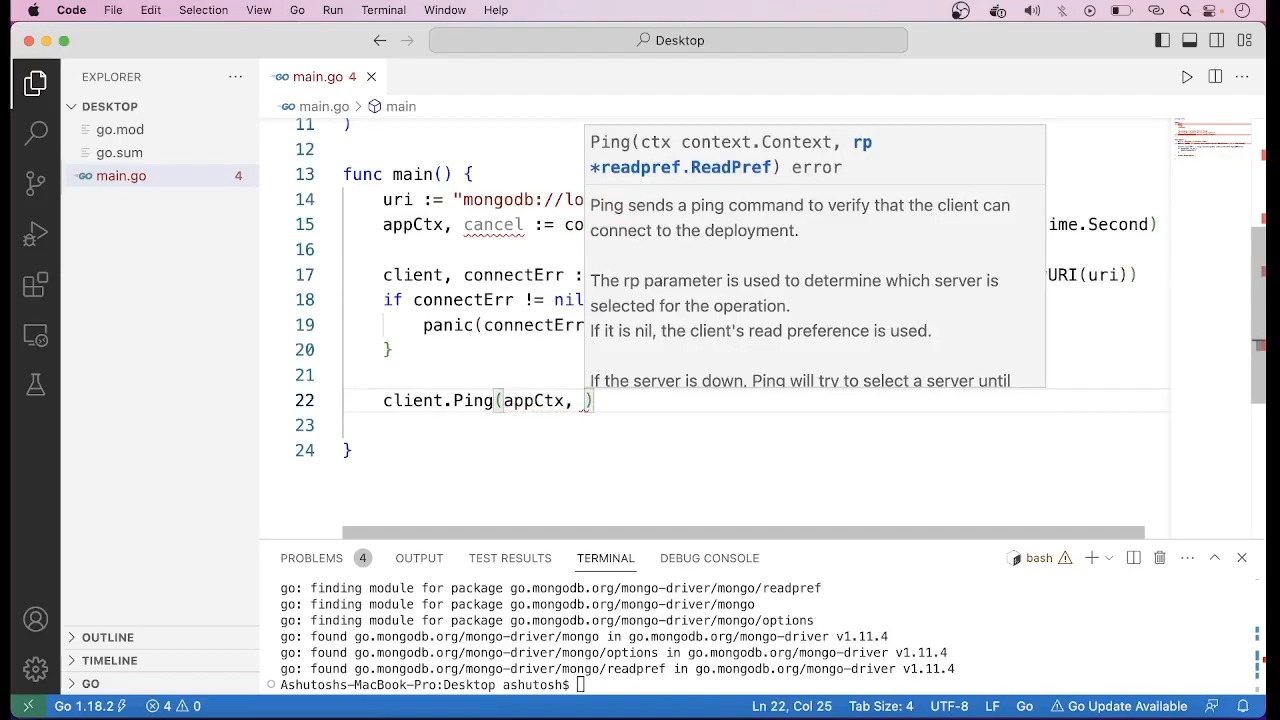 Code File Edit Selection View Go Run Terminal Window Help
Desktop
EXPLORER
main.go 4
DESKTOP
main.go > main
go.mod
go.sum
main.go 4
11 )
12
13 func main() {
14 uri := "mongodb://lo
15 appCtx, cancel := co ime.Second)
16
17 client, connectErr : URI(uri))
18 if connectErr != nil
19 panic(connectErr
20 }
21
22 client.Ping(appCtx, )
23
24 }
Ping(ctx context.Context, rp
*readpref.ReadPref) error
Ping sends a ping command to verify that the client can
connect to the deployment.
The rp parameter is used to determine which server is
selected for the operation.
If it is nil, the client's read preference is used.
If the server is down, Ping will try to select a server until
PROBLEMS 4 OUTPUT TEST RESULTS TERMINAL DEBUG CONSOLE bash
go: finding module for package go.mongodb.org/mongo-driver/mongo/readpref
go: finding module for package go.mongodb.org/mongo-driver/mongo
go: finding module for package go.mongodb.org/mongo-driver/mongo/options
go: found go.mongodb.org/mongo-driver/mongo in go.mongodb.org/mongo-driver v1.11.4
go: found go.mongodb.org/mongo-driver/mongo/options in go.mongodb.org/mongo-driver v1.11.4
go: found go.mongodb.org/mongo-driver/mongo/readpref in go.mongodb.org/mongo-driver v1.11.4
Ashutoshs-MacBook-Pro:Desktop ashutosh$
OUTLINE
TIMELINE
GO
Go 1.18.2 4 0 Ln 22, Col 25 Tab Size: 4 UTF-8 LF Go Go Update Available